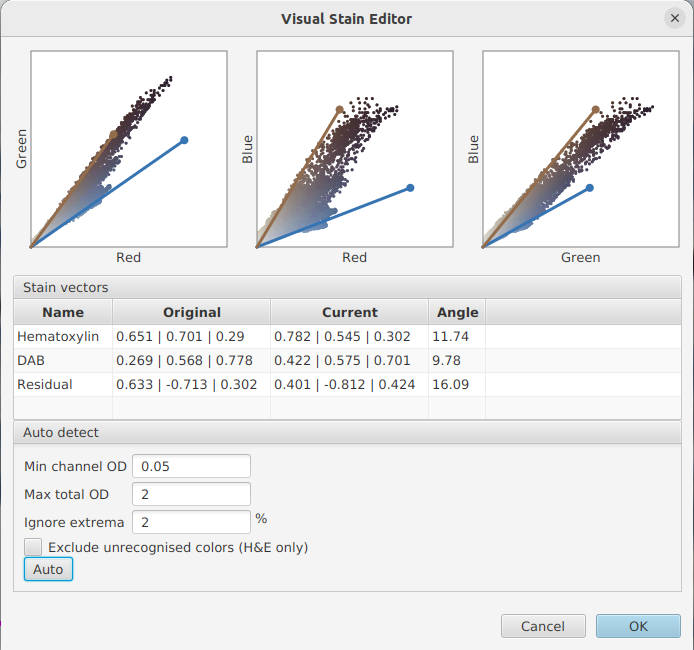 Visual Stain Editor
Green
Red
Blue
Red
Blue
Green
Stain vectors
Name Original Current Angle
Hematoxylin 0.651 | 0.701 | 0.29 0.782 | 0.545 | 0.302 11.74
DAB 0.269 | 0.568 | 0.778 0.422 | 0.575 | 0.701 9.78
Residual 0.633 | -0.713 | 0.302 0.401 | -0.812 | 0.424 16.09
Auto detect
Min channel OD 0.05
Max total OD 2
Ignore extrema 2 %
Exclude unrecognised colors (H&E only)
Auto
Cancel OK